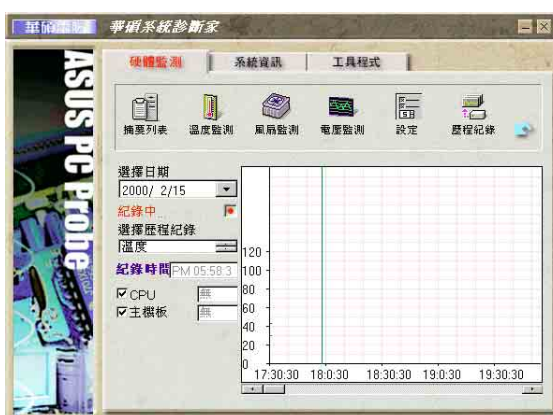 華碩系統診斷家
ASUS PC Probe
硬體監測
系統資訊
工具程式
摘要列表
溫度監測
風扇監測
電壓監測
設定
歷程紀錄
選擇日期
2000/ 2/15
紀錄中
選擇歷程紀錄
溫度
紀錄時間 PM 05:58:3
CPU 無
主機板 無
120
100
80
60
40
20
0
17:30:30 18:0:30 18:30:30 19:0:30 19:30:30